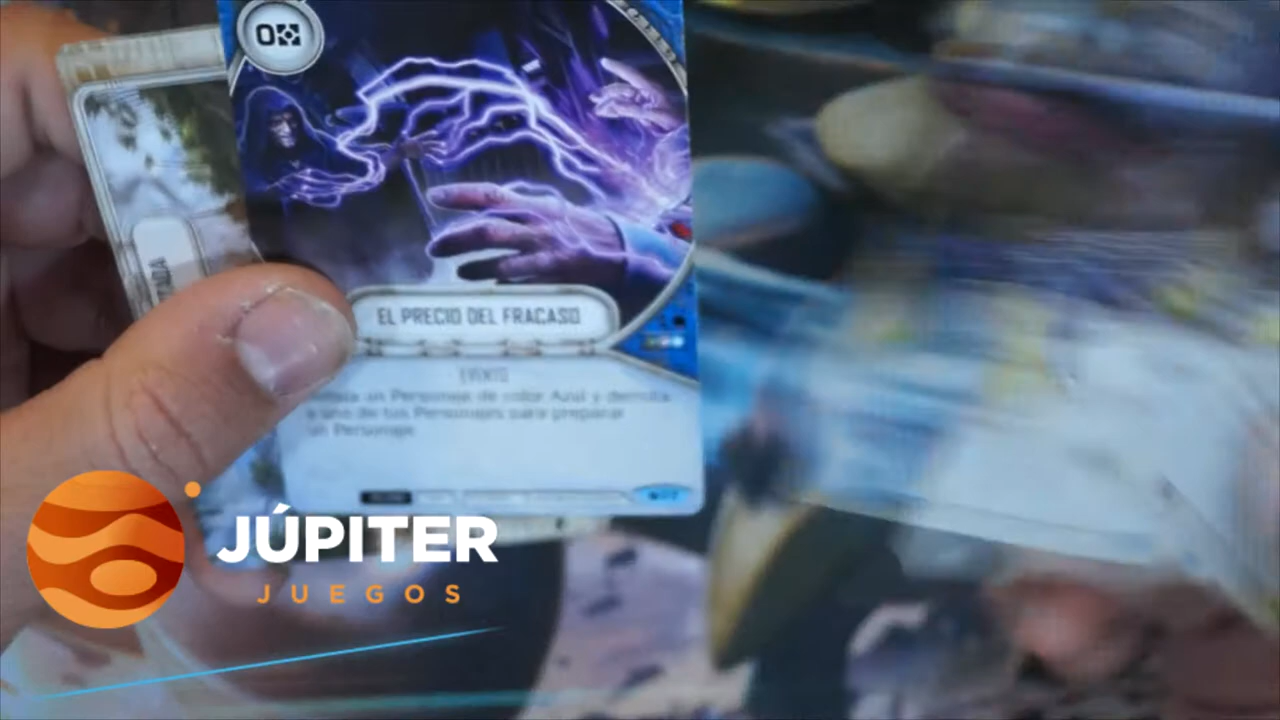 0
EL PRECIO DEL FRACASO
EVENTO
un Personaje de color Azul y derrota
a uno de tus Personajes para preparar
un Personaje
JÚPITER
JUEGOS